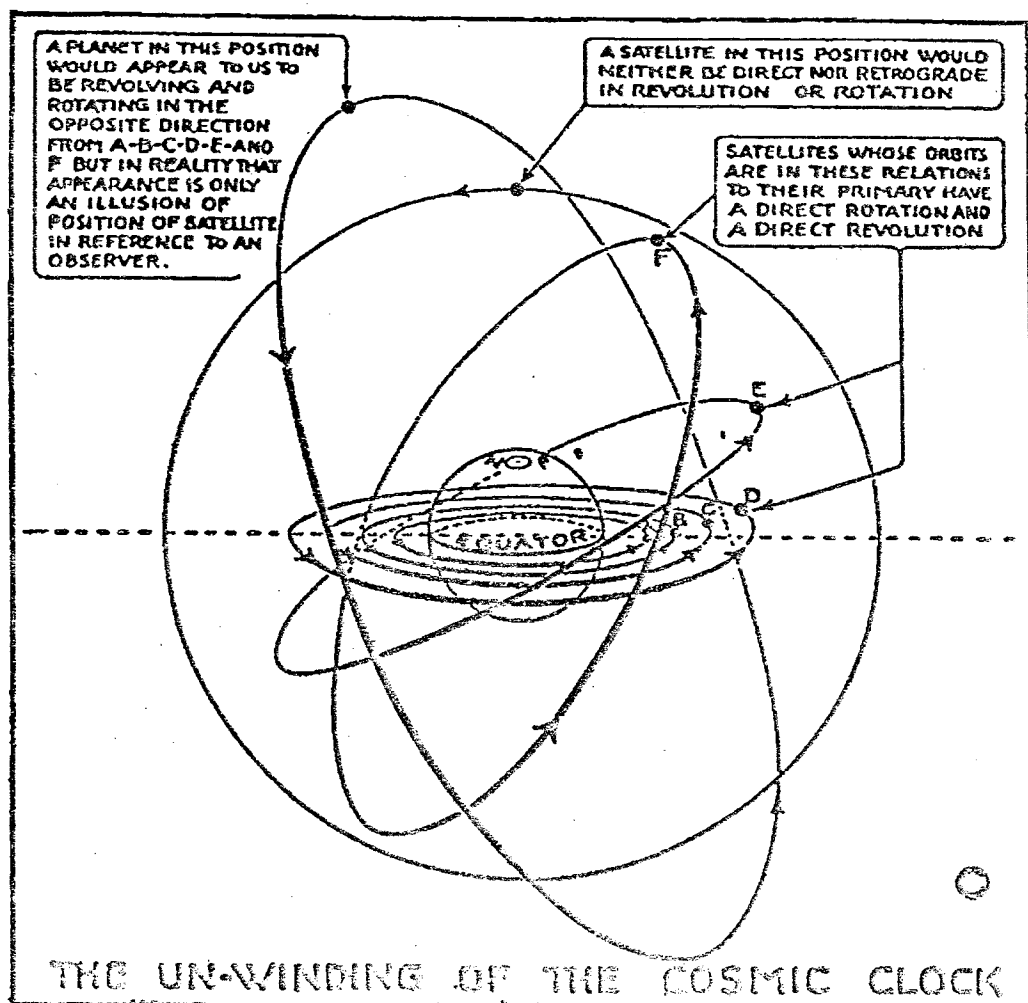 A PLANET IN THIS POSITION
WOULD APPEAR TO US TO
BE REVOLVING AND
ROTATING IN THE
OPPOSITE DIRECTION
FROM A-B-C-D-E-AND
F BUT IN REALITY THAT
APPEARANCE IS ONLY
AN ILLUSION OF
POSITION OF SATELLITE
IN REFERENCE TO AN
OBSERVER.
A SATELLITE IN THIS POSITION WOULD
NEITHER BE DIRECT NOR RETROGRADE
IN REVOLUTION OR ROTATION
SATELLITES WHOSE ORBITS
ARE IN THESE RELATIONS
TO THEIR PRIMARY HAVE
A DIRECT ROTATION AND
A DIRECT REVOLUTION
F
E
D
C
B
EQUATOR
THE UN-WINDING OF THE COSMIC CLOCK